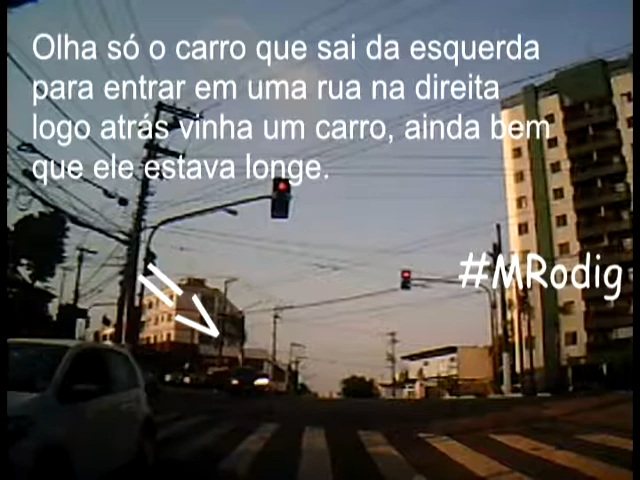 Olha só o carro que sai da esquerda
para entrar em uma rua na direita
logo atrás vinha um carro, ainda bem
que ele estava longe.
#MRodig